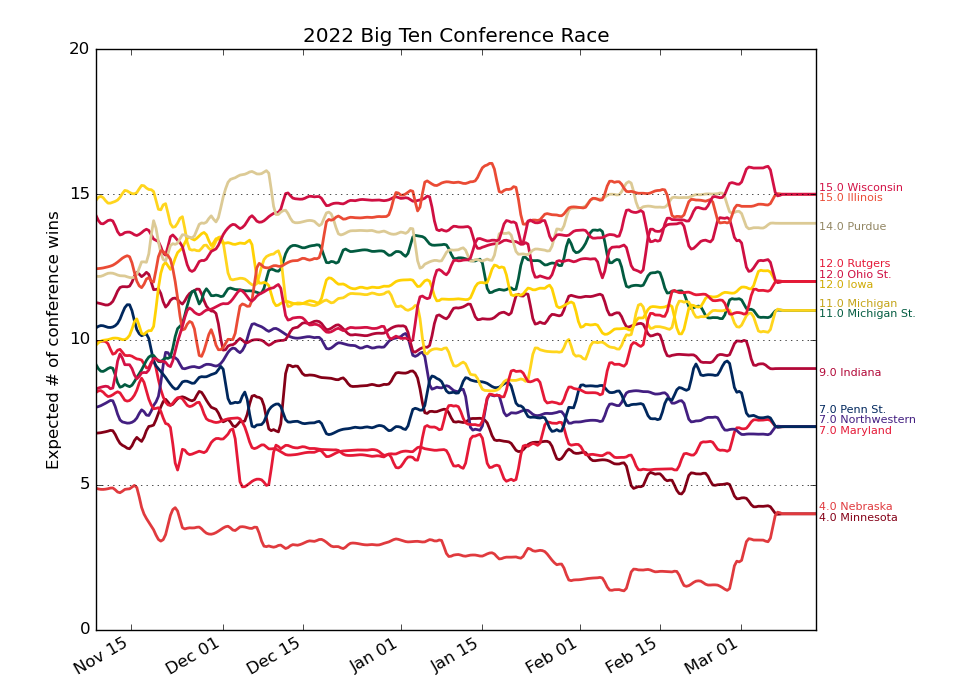 2022 Big Ten Conference Race
Expected # of conference wins
20
15
10
5
0
Nov 15
Dec 01
Dec 15
Jan 01
Jan 15
Feb 01
Feb 15
Mar 01
15.0 Wisconsin
15.0 Illinois
14.0 Purdue
12.0 Rutgers
12.0 Ohio St.
12.0 Iowa
11.0 Michigan
11.0 Michigan St.
9.0 Indiana
7.0 Penn St.
7.0 Northwestern
7.0 Maryland
4.0 Nebraska
4.0 Minnesota